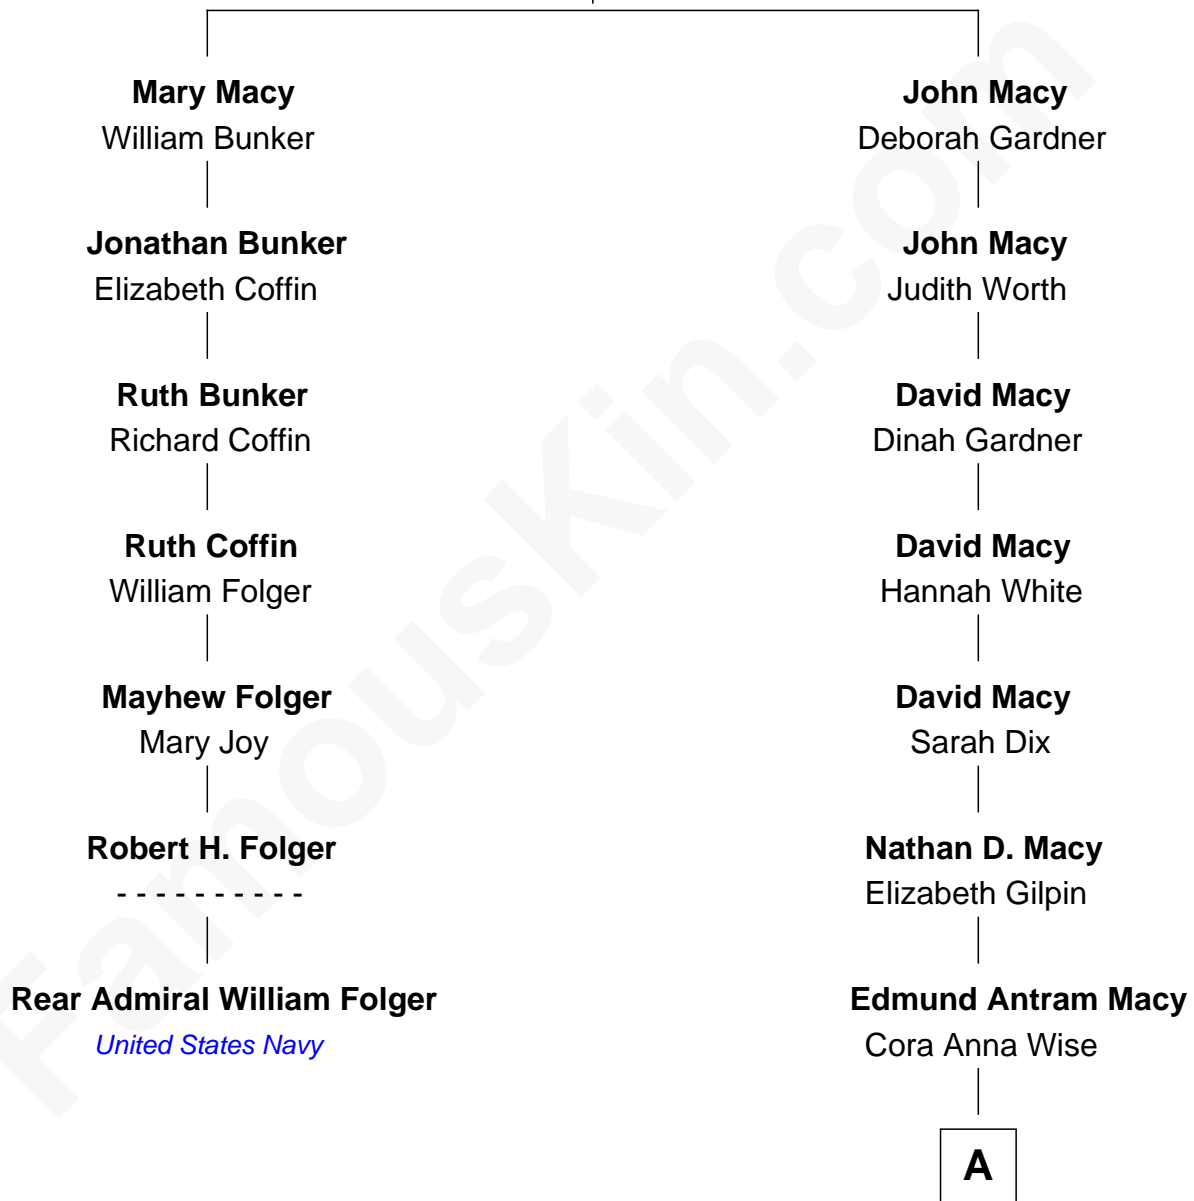 Mary Macy
William Bunker
Jonathan Bunker
Elizabeth Coffin
Ruth Bunker
Richard Coffin
Ruth Coffin
William Folger
Mayhew Folger
Mary Joy
Robert H. Folger
- - - - - - - - - -
Rear Admiral William Folger
United States Navy
John Macy
Deborah Gardner
John Macy
Judith Worth
David Macy
Dinah Gardner
David Macy
Hannah White
David Macy
Sarah Dix
Nathan D. Macy
Elizabeth Gilpin
Edmund Antram Macy
Cora Anna Wise
A
FamousKin.com